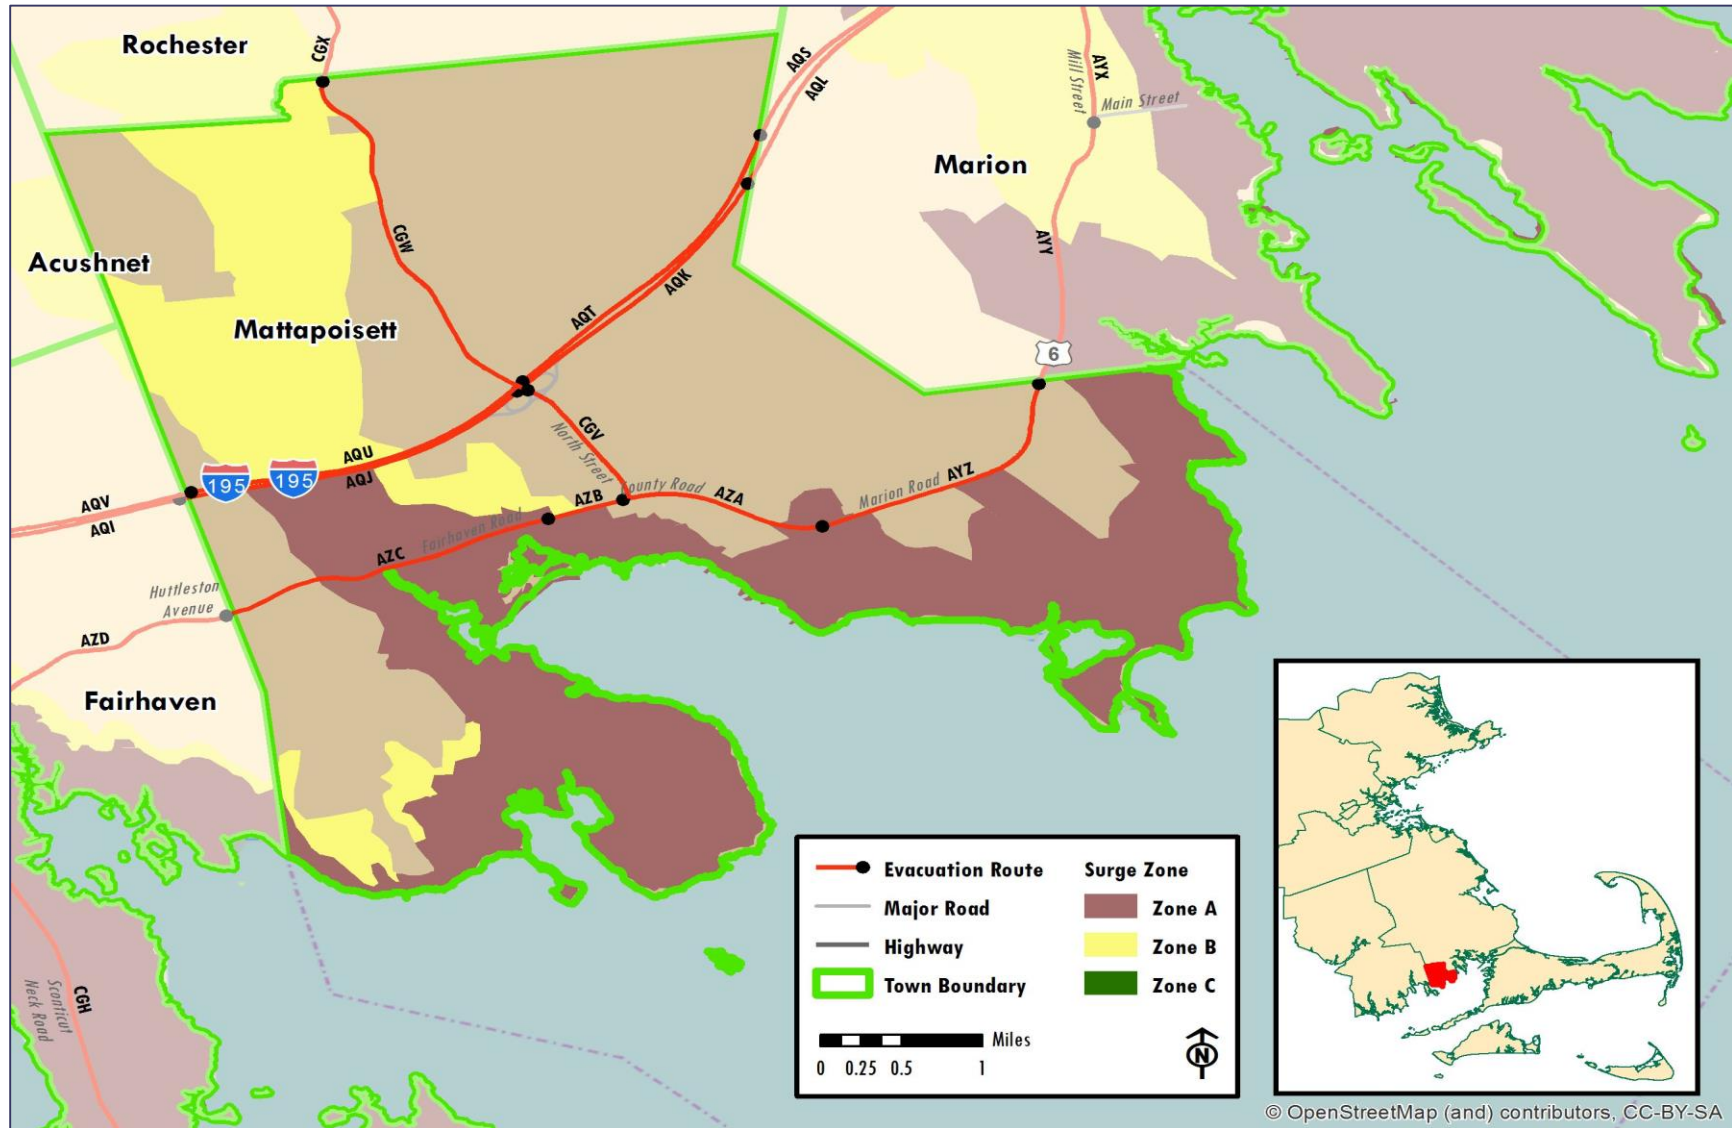 Rochester
CGX
AQS
AQL
AYX
Mill Street
Main Street
Marion
CGW
AYY
Acushnet
Mattapoisett
AQT
AQK
6
CGV
North Street
AQU
AQJ
195
195
AQV
AQI
AZB
County Road
AZA
Marion Road
AYZ
AZC
Fairhaven Road
Huttleston
Avenue
AZD
Fairhaven
CGH
Sconticut
Neck Road
Evacuation Route
Major Road
Highway
Town Boundary
Surge Zone
Zone A
Zone B
Zone C
Miles
0 0.25 0.5 1
N
© OpenStreetMap (and) contributors, CC-BY-SA